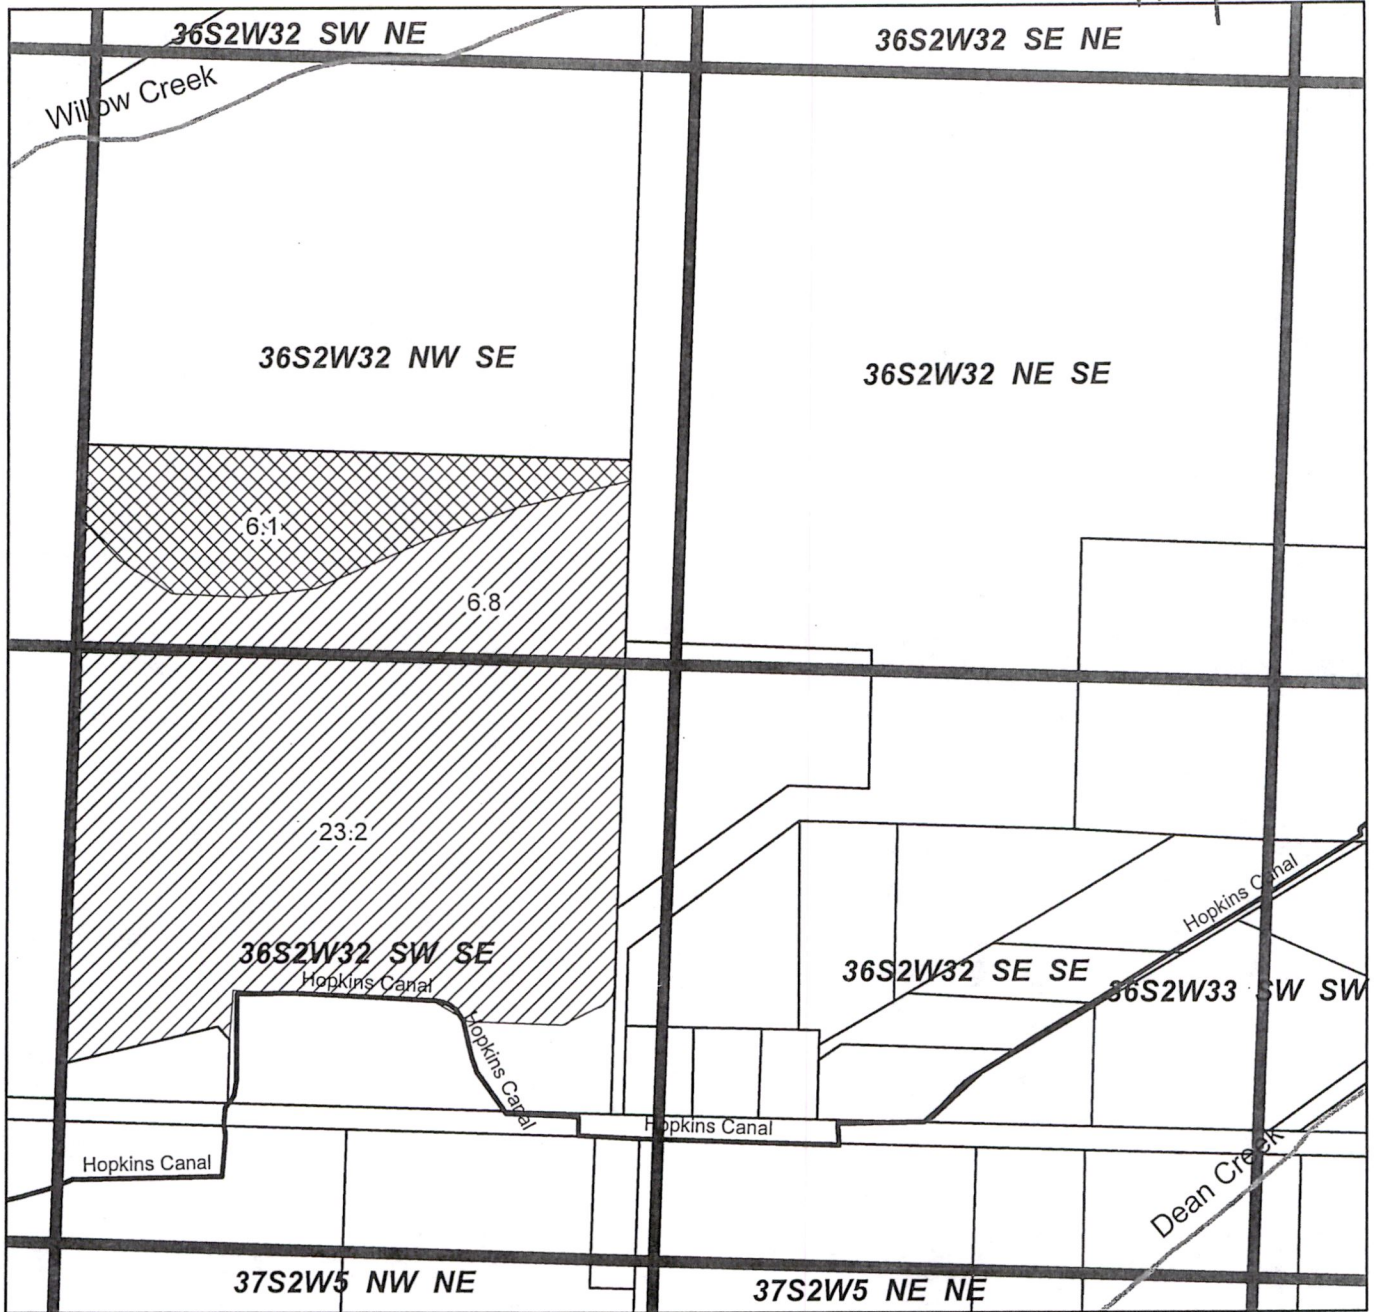 36S2W32 SW NE
36S2W32 SE NE
Willow Creek
36S2W32 NW SE
36S2W32 NE SE
6.1
6.8
23.2
Hopkins Canal
36S2W32 SW SE
Hopkins Canal
36S2W32 SE SE
36S2W33 SW SW
Hopkins Canal
Hopkins Canal
Hopkins Canal
Dean Creek
37S2W5 NW NE
37S2W5 NE NE